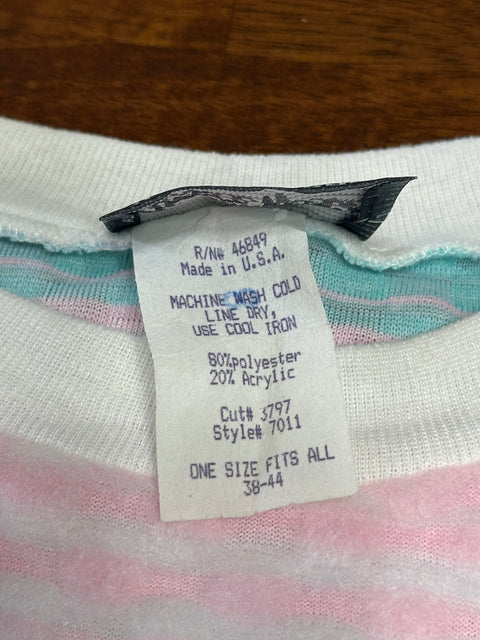 R/N# 46849
Made in U.S.A.
MACHINE WASH COLD
LINE DRY,
USE COOL IRON
80%polyester
20% Acrylic
Cut# 3797
Style# 7011
ONE SIZE FITS ALL
38-44